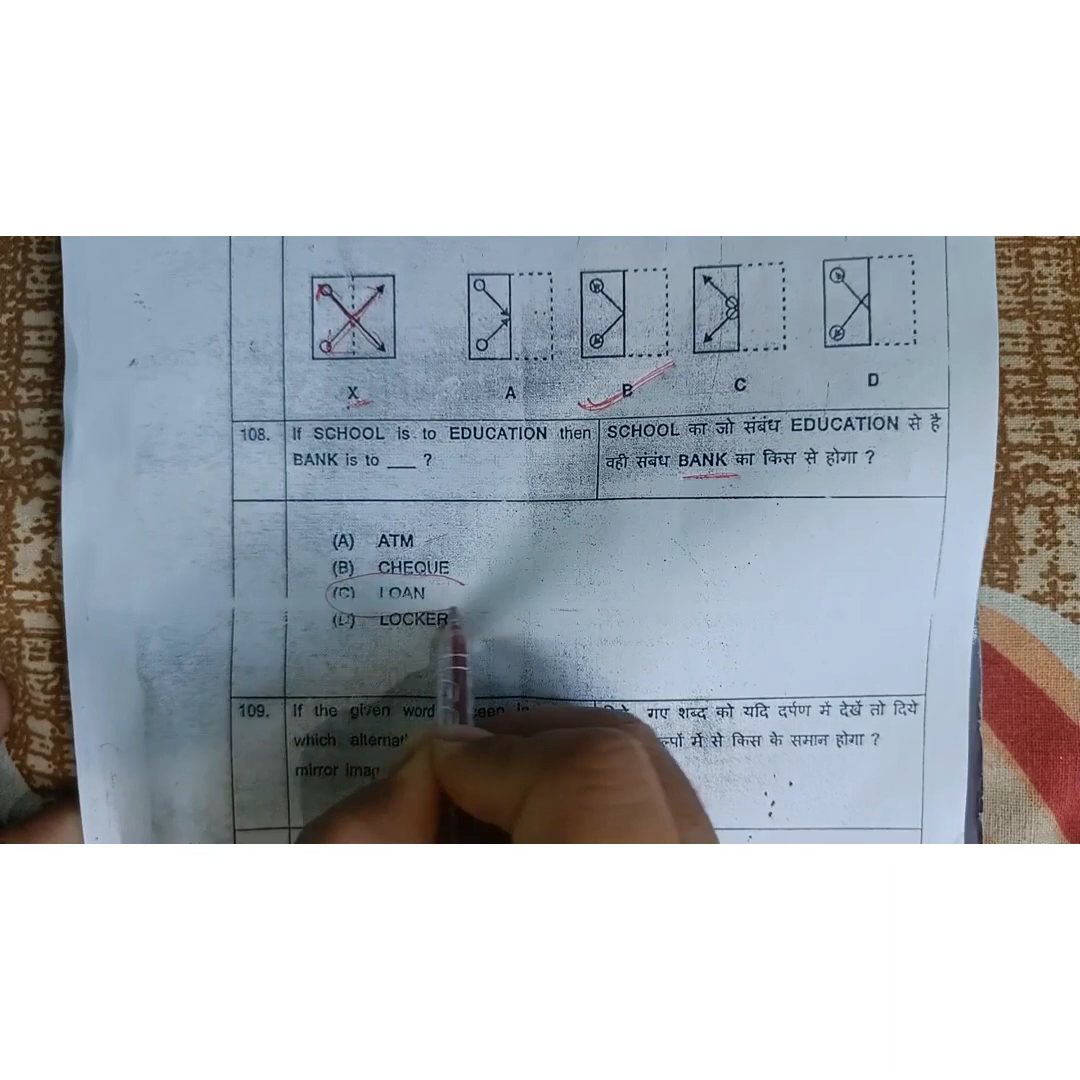 X
A
B
C
D
108.
If SCHOOL is to EDUCATION then
BANK is to ___ ?
SCHOOL का जो संबंध EDUCATION से है
वही संबंध BANK का किस से होगा ?
(A) ATM
(B) CHEQUE
(C) LOAN
(D) LOCKER
109.
If the given word
which
mirror
गए शब्द को यदि दर्पण में देखें तो दिये
में से किस के समान होगा ?